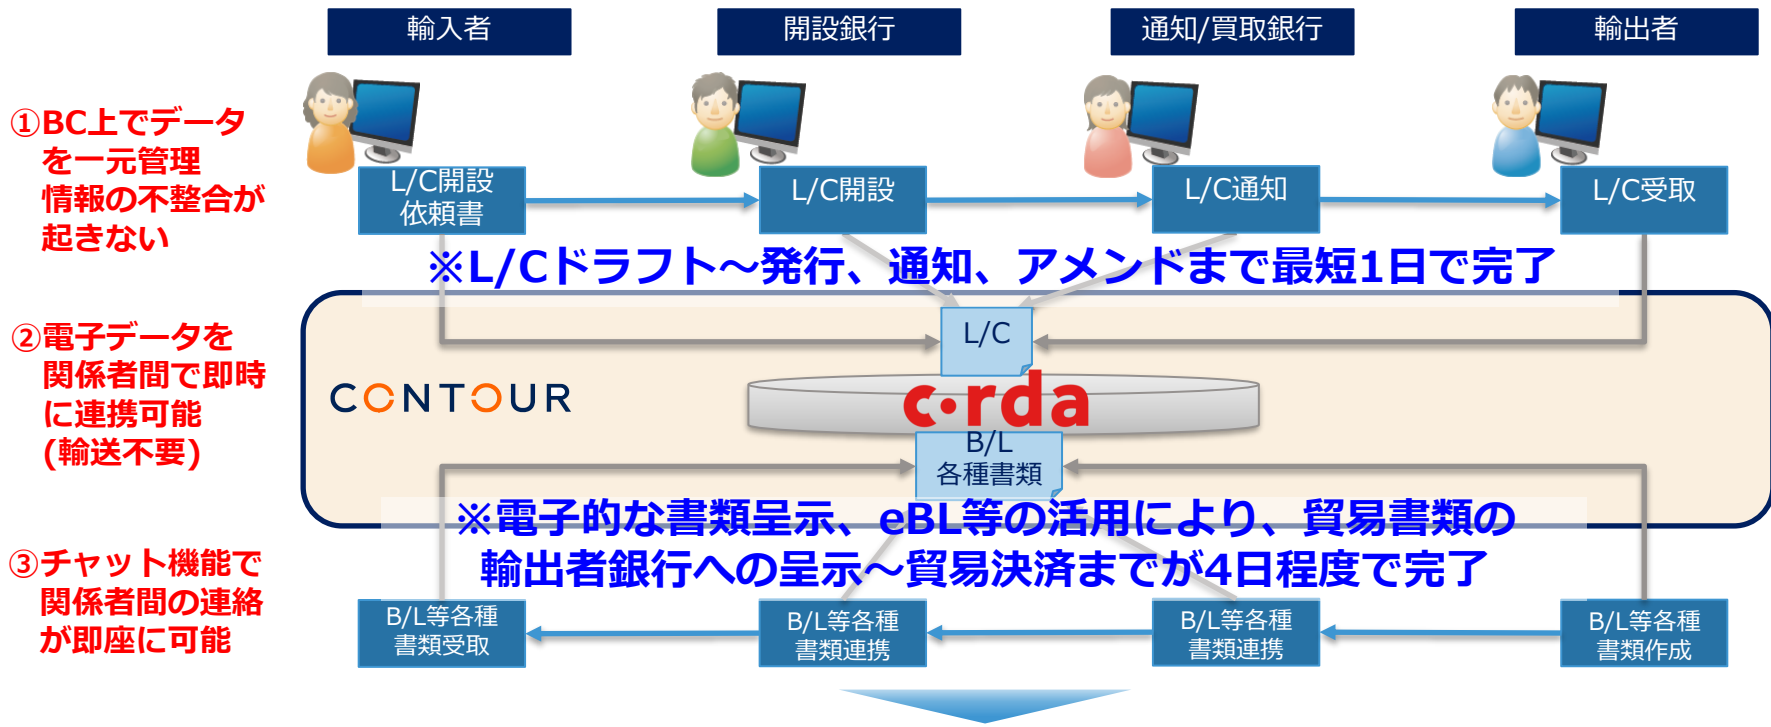 輸入者
開設銀行
通知/買取銀行
輸出者
①BC上でデータ
を一元管理
情報の不整合が
起きない
L/C開設
依頼書
L/C開設
L/C通知
L/C受取
※L/Cドラフト～発行、通知、アメンドまで最短1日で完了
②電子データを
関係者間で即時
に連携可能
(輸送不要)
L/C
CONTOUR
c·rda
B/L
各種書類
※電子的な書類呈示、eBL等の活用により、貿易書類の
輸出者銀行への呈示～貿易決済までが4日程度で完了
③チャット機能で
関係者間の連絡
が即座に可能
B/L等各種
書類受取
B/L等各種
書類連携
B/L等各種
書類連携
B/L等各種
書類作成